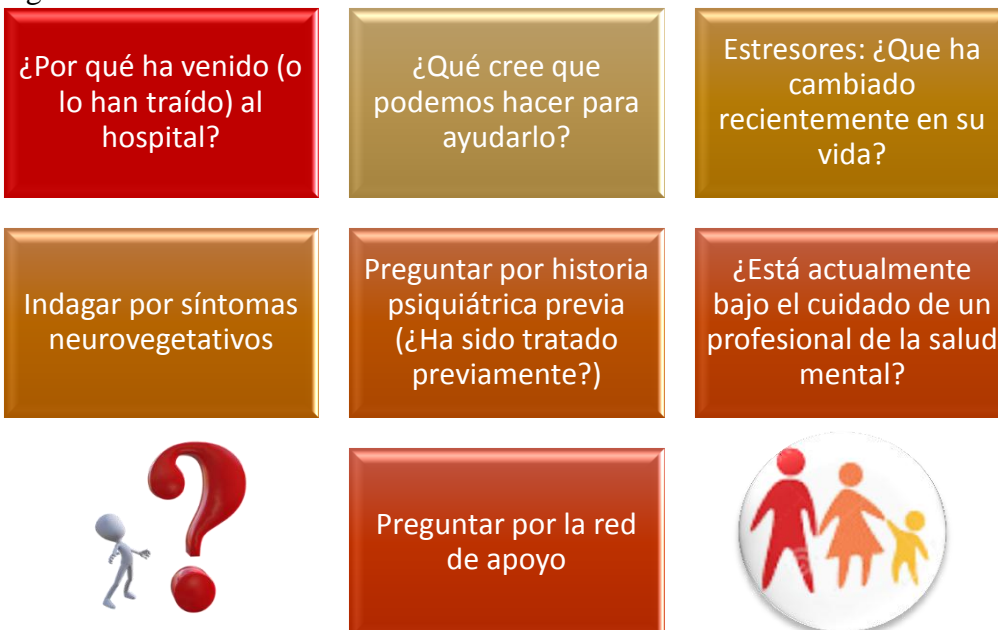 ¿Por qué ha venido (o
lo han traído) al
hospital?
¿Qué cree que
podemos hacer para
ayudarlo?
Estresores: ¿Que ha
cambiado
recientemente en su
vida?
Indagar por síntomas
neurovegetativos
Preguntar por historia
psiquiátrica previa
(¿Ha sido tratado
previamente?)
¿Está actualmente
bajo el cuidado de un
profesional de la salud
mental?
Preguntar por la red
de apoyo